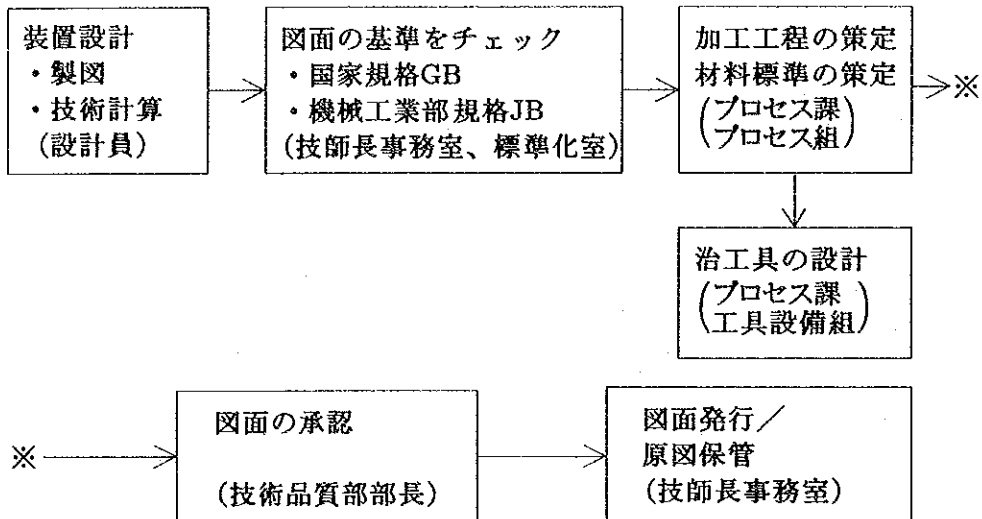 装置設計
・製図
・技術計算
(設計員)
図面の基準をチェック
・国家規格GB
・機械工業部規格JB
(技師長事務室、標準化室)
加工工程の策定
材料標準の策定
(プロセス課
プロセス組)
※
治工具の設計
(プロセス課
工具設備組)
※
図面の承認
(技術品質部部長)
図面発行/
原図保管
(技師長事務室)